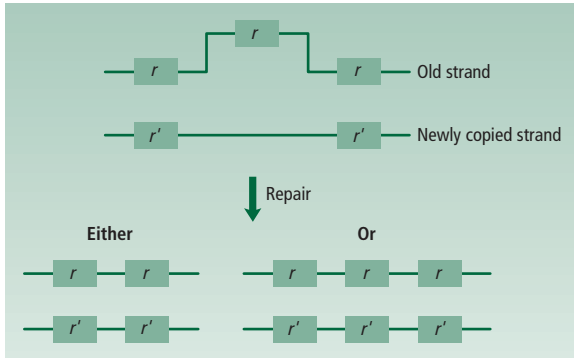 r
r r Old strand
r' r' Newly copied strand
Repair
Either Or
r r r r r
r' r' r' r' r'